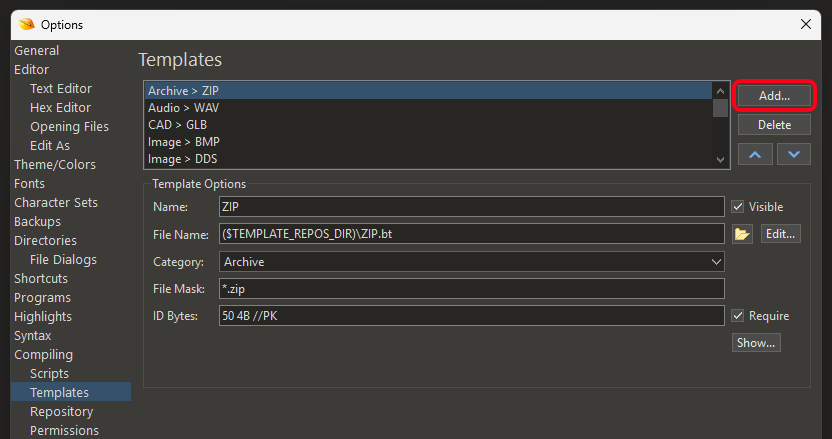 Options
General
Editor
Text Editor
Hex Editor
Opening Files
Edit As
Theme/Colors
Fonts
Character Sets
Backups
Directories
File Dialogs
Shortcuts
Programs
Highlights
Syntax
Compiling
Scripts
Templates
Repository
Permissions
Templates
Archive > ZIP
Audio > WAV
CAD > GLB
Image > BMP
Image > DDS
Add...
Delete
Template Options
Name: ZIP Visible
File Name: ($TEMPLATE_REPOS_DIR)\ZIP.bt Edit...
Category: Archive
File Mask: *.zip
ID Bytes: 50 4B //PK Require
Show...